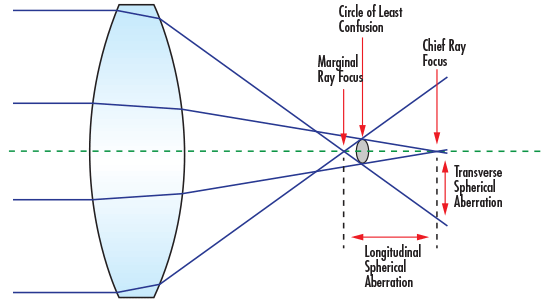 Circle of Least
Confusion
Chief Ray
Focus
Marginal
Ray Focus
Transverse
Spherical
Aberration
Longitudinal
Spherical
Aberration